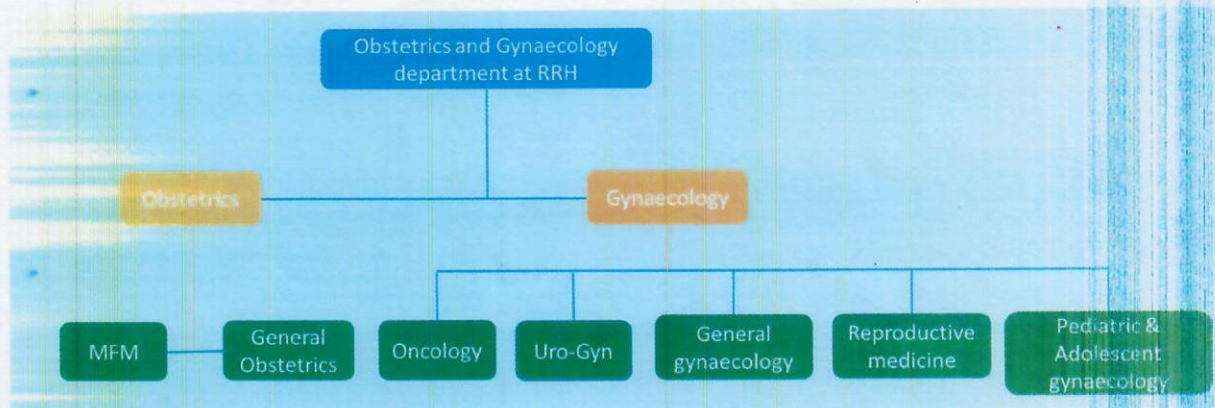 Obstetrics and Gynaecology
department at RRH
Obstetrics
Gynaecology
MFM
General
Obstetrics
Oncology
Uro-Gyn
General
gynaecology
Reproductive
medicine
Pediatric &
Adolescent
gynaecology